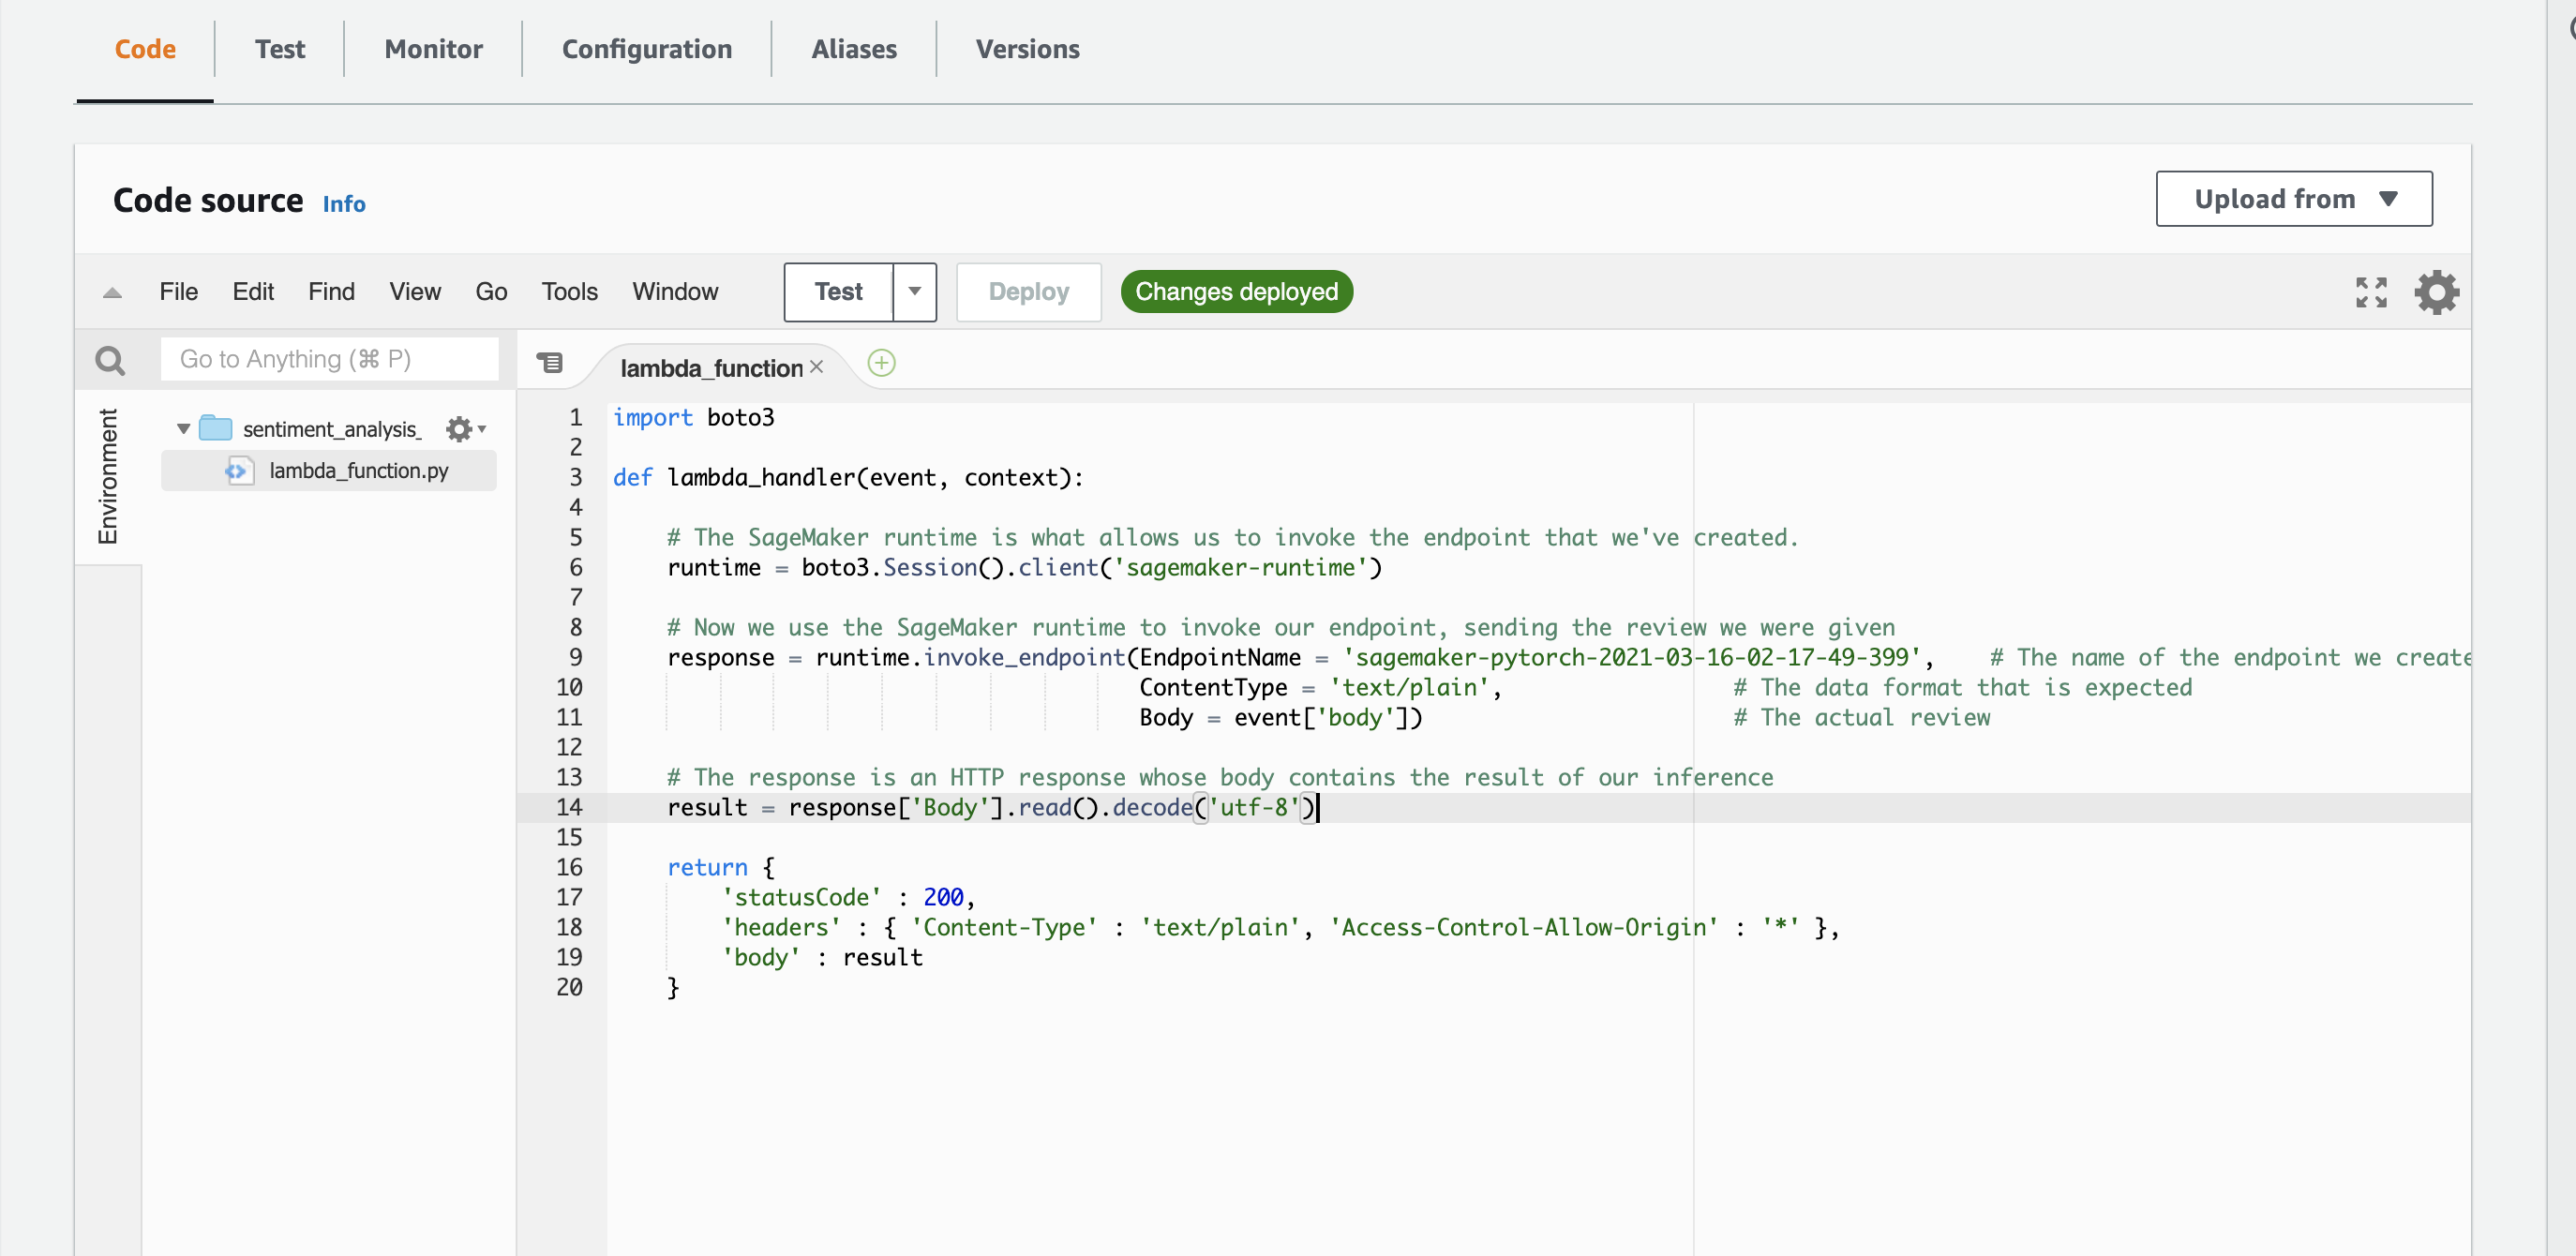 Code Test Monitor Configuration Aliases Versions
Code source Info Upload from
File Edit Find View Go Tools Window Test Deploy Changes deployed
Go to Anything (⌘ P)
lambda_function
Environment
sentiment_analysis_
lambda_function.py
1 import boto3
2
3 def lambda_handler(event, context):
4
5     # The SageMaker runtime is what allows us to invoke the endpoint that we've created.
6     runtime = boto3.Session().client('sagemaker-runtime')
7
8     # Now we use the SageMaker runtime to invoke our endpoint, sending the review we were given
9     response = runtime.invoke_endpoint(EndpointName = 'sagemaker-pytorch-2021-03-16-02-17-49-399',    # The name of the endpoint we create
10                                        ContentType = 'text/plain',                 # The data format that is expected
11                                        Body = event['body'])                       # The actual review
12
13     # The response is an HTTP response whose body contains the result of our inference
14     result = response['Body'].read().decode('utf-8')
15
16     return {
17         'statusCode' : 200,
18         'headers' : { 'Content-Type' : 'text/plain', 'Access-Control-Allow-Origin' : '*' },
19         'body' : result
20     }